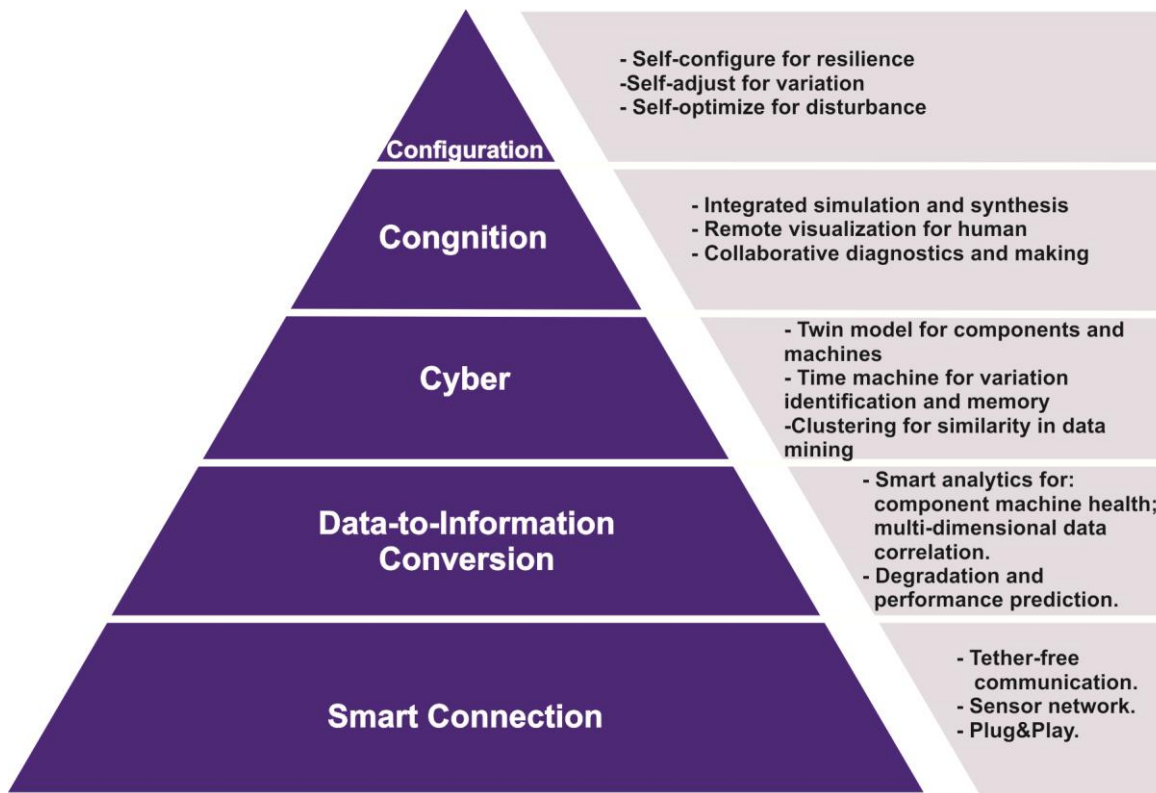 - Self-configure for resilience
-Self-adjust for variation
- Self-optimize for disturbance
Configuration
- Integrated simulation and synthesis
- Remote visualization for human
- Collaborative diagnostics and making
Congnition
- Twin model for components and
machines
- Time machine for variation
identification and memory
-Clustering for similarity in data
mining
Cyber
- Smart analytics for:
component machine health;
multi-dimensional data
correlation.
- Degradation and
performance prediction.
Data-to-Information
Conversion
- Tether-free
communication.
- Sensor network.
- Plug&Play.
Smart Connection